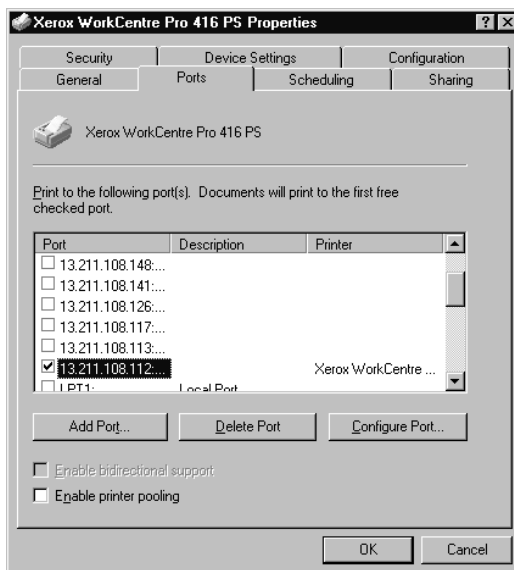 Xerox WorkCentre Pro 416 PS Properties
Security Device Settings Configuration
General Ports Scheduling Sharing
Xerox WorkCentre Pro 416 PS
Print to the following port(s). Documents will print to the first free
checked port.
Port Description Printer
13.211.108.148:...
13.211.108.141:...
13.211.108.126:...
13.211.108.117:...
13.211.108.113:...
13.211.108.112:... Xerox WorkCentre ...
LPT1: Local Port
Add Port... Delete Port Configure Port...
Enable bidirectional support
Enable printer pooling
OK Cancel